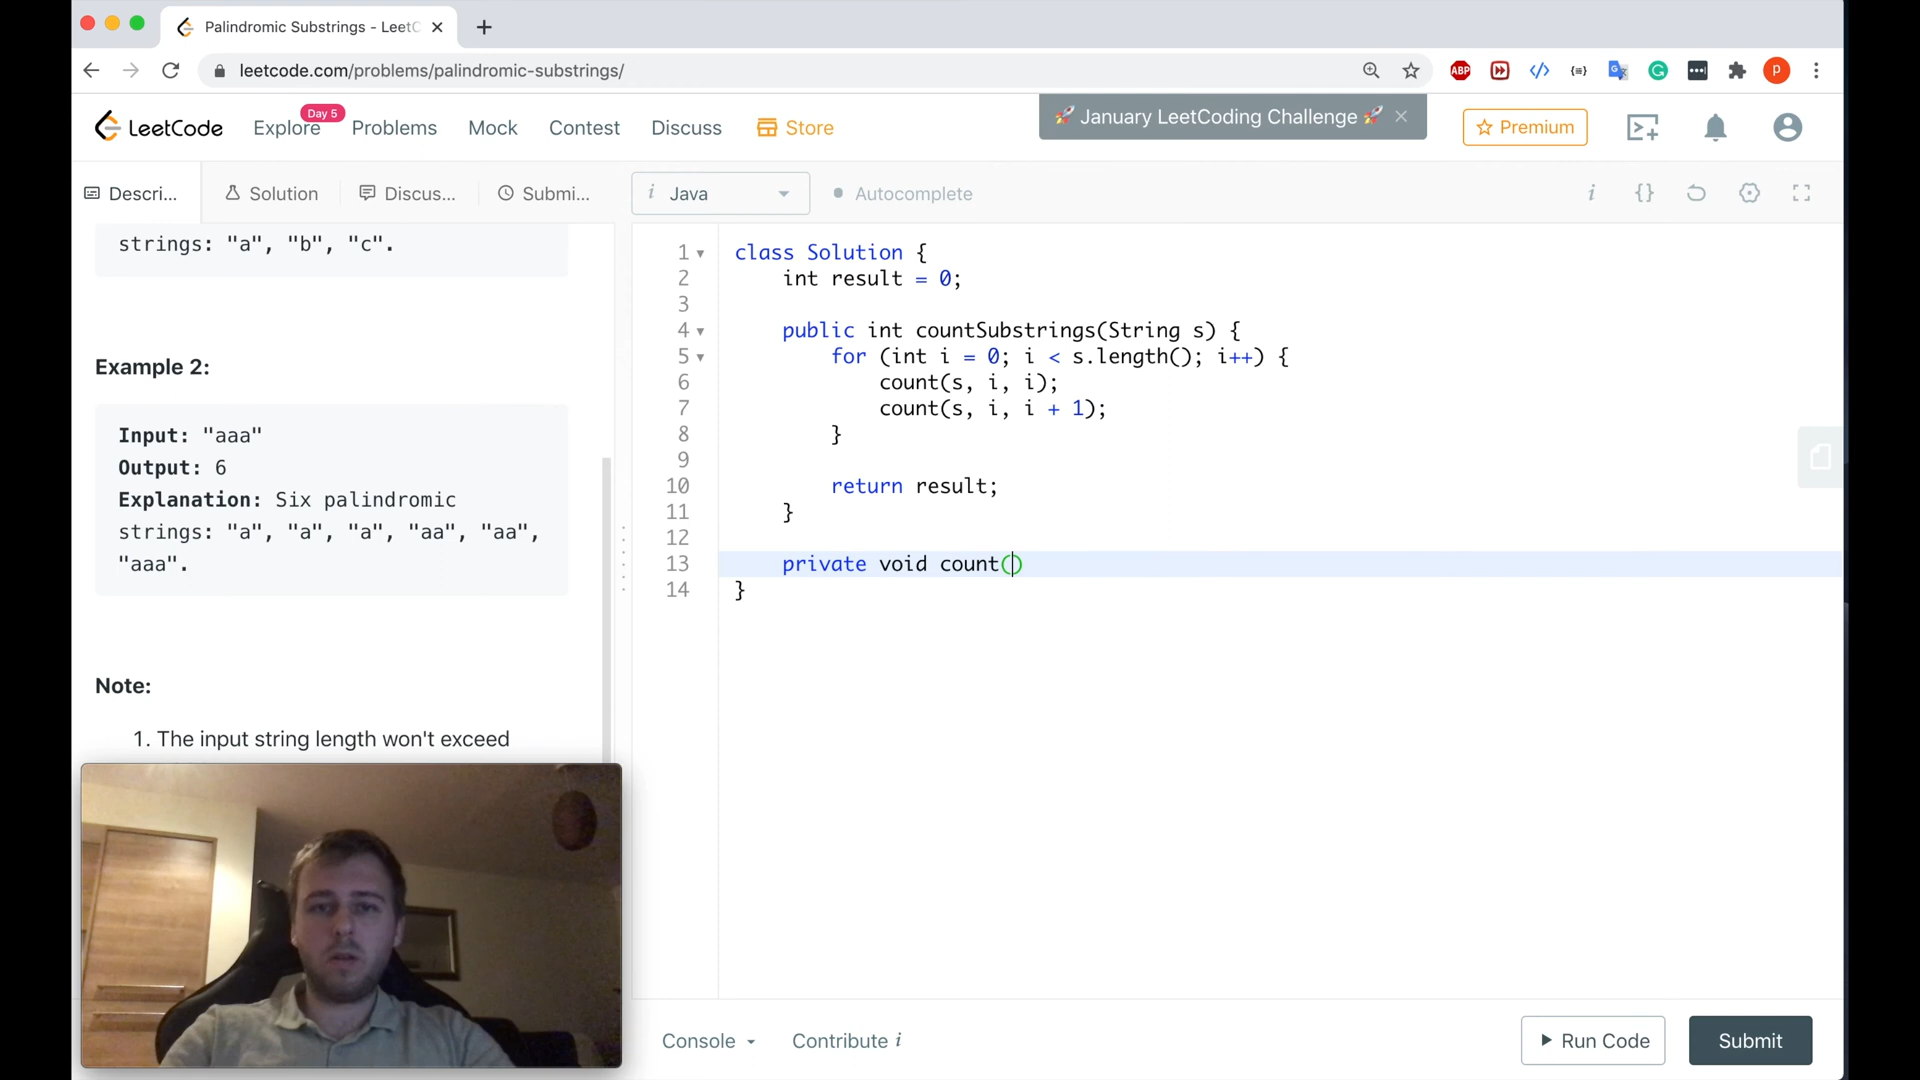 Palindromic Substrings - LeetC
leetcode.com/problems/palindromic-substrings/
ABP
P
LeetCode
Explore
Day 5
Problems
Mock
Contest
Discuss
Store
🚀 January LeetCoding Challenge 🚀
Premium
Descri...
Solution
Discus...
Submi...
i Java
Autocomplete
i {}
strings: "a", "b", "c".
Example 2:
Input: "aaa"
Output: 6
Explanation: Six palindromic
strings: "a", "a", "a", "aa", "aa",
"aaa".
Note:
1. The input string length won't exceed
1 class Solution {
2 int result = 0;
3
4 public int countSubstrings(String s) {
5 for (int i = 0; i < s.length(); i++) {
6 count(s, i, i);
7 count(s, i, i + 1);
8 }
9
10 return result;
11 }
12
13 private void count()
14 }
Console
Contribute i
Run Code
Submit